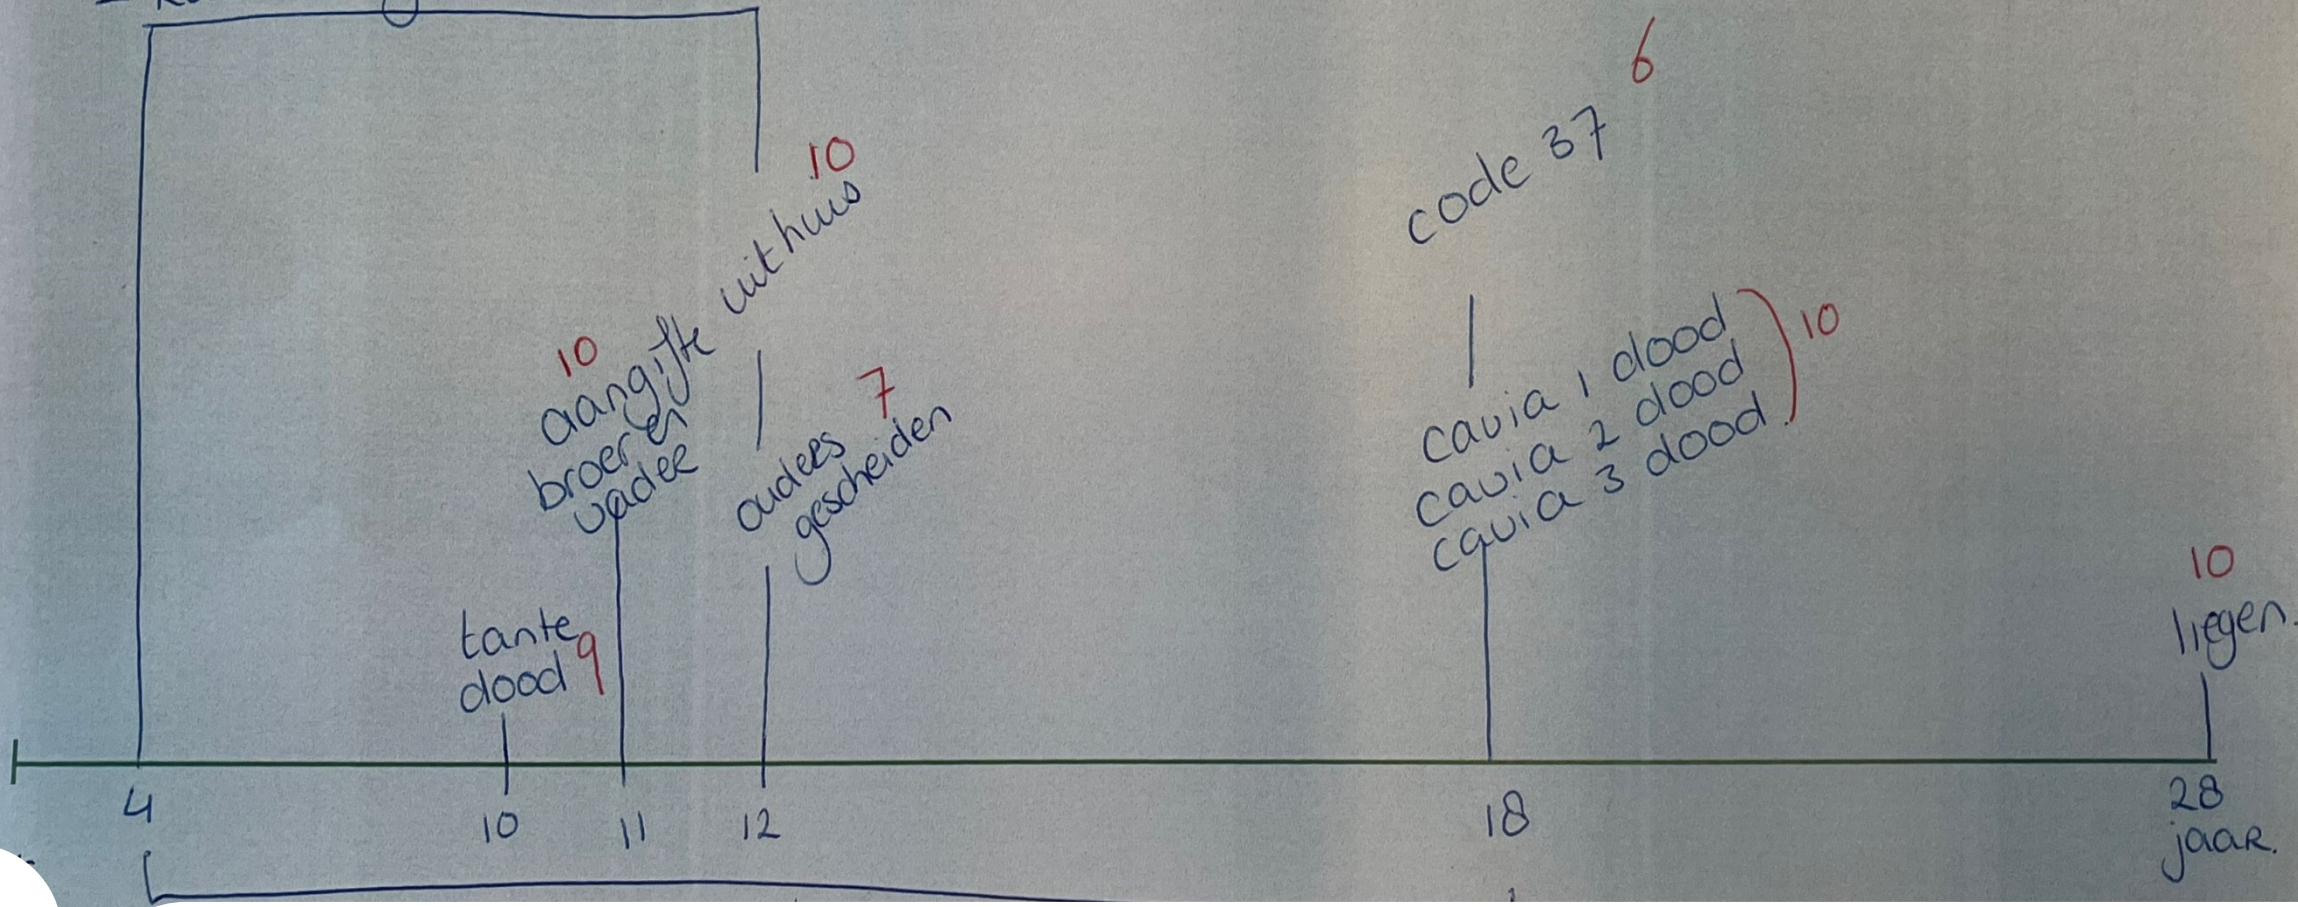 6
code 37
10
uit huis
10
aangifte
broer en
vader
7
ouders
gescheiden
cavia 1 dood
cavia 2 dood
cavia 3 dood.
10
tante
dood 9
10
liegen.
4
10
11
12
18
28
jaar.